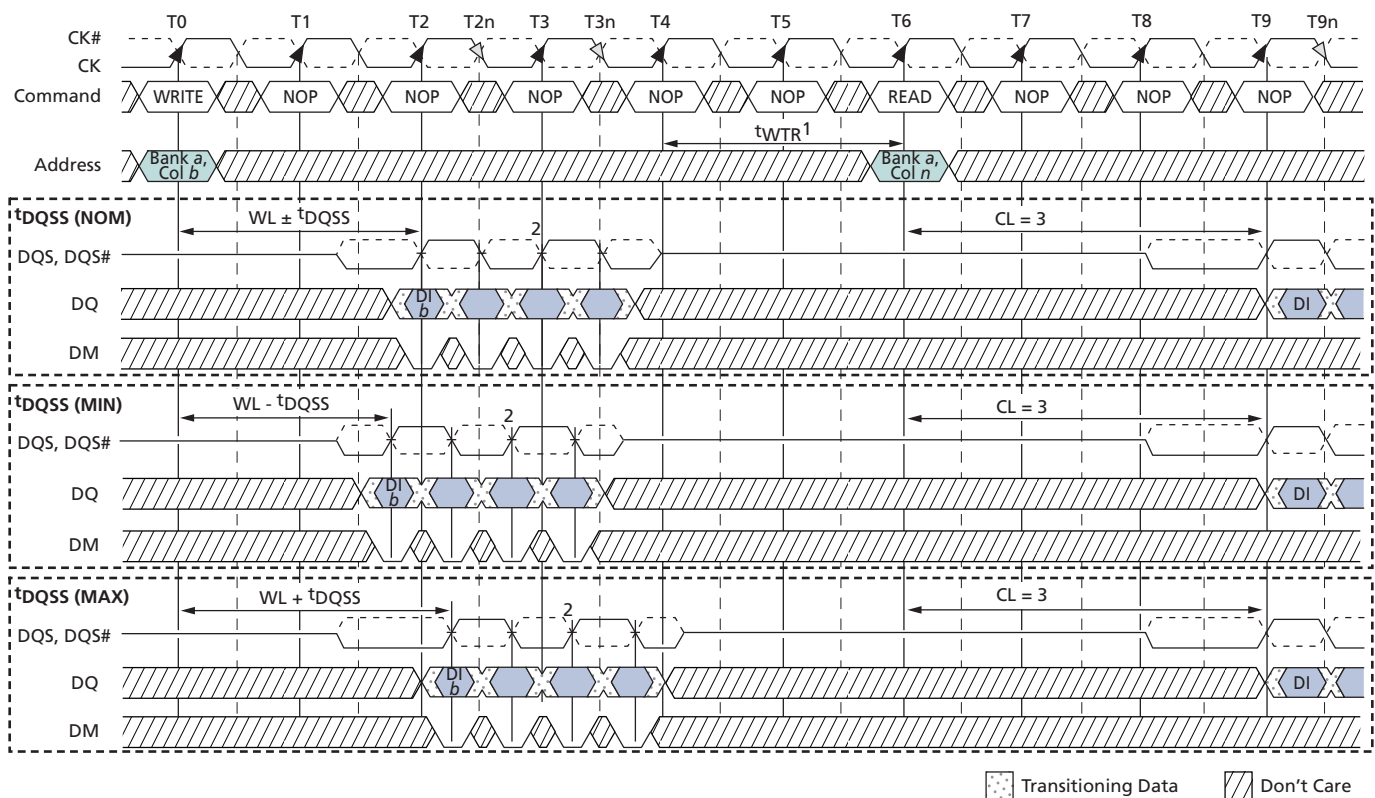 T0 T1 T2 T2n T3 T3n T4 T5 T6 T7 T8 T9 T9n
CK#
CK
Command WRITE NOP NOP NOP NOP NOP READ NOP NOP NOP
tWTR1
Address Bank a, Col b Bank a, Col n
tDQSS (NOM) WL ± tDQSS 2 CL = 3
DQS, DQS#
DQ DI b DI
DM
tDQSS (MIN) WL - tDQSS 2 CL = 3
DQS, DQS#
DQ DI b DI
DM
tDQSS (MAX) WL + tDQSS 2 CL = 3
DQS, DQS#
DQ DI b DI
DM
Transitioning Data Don't Care